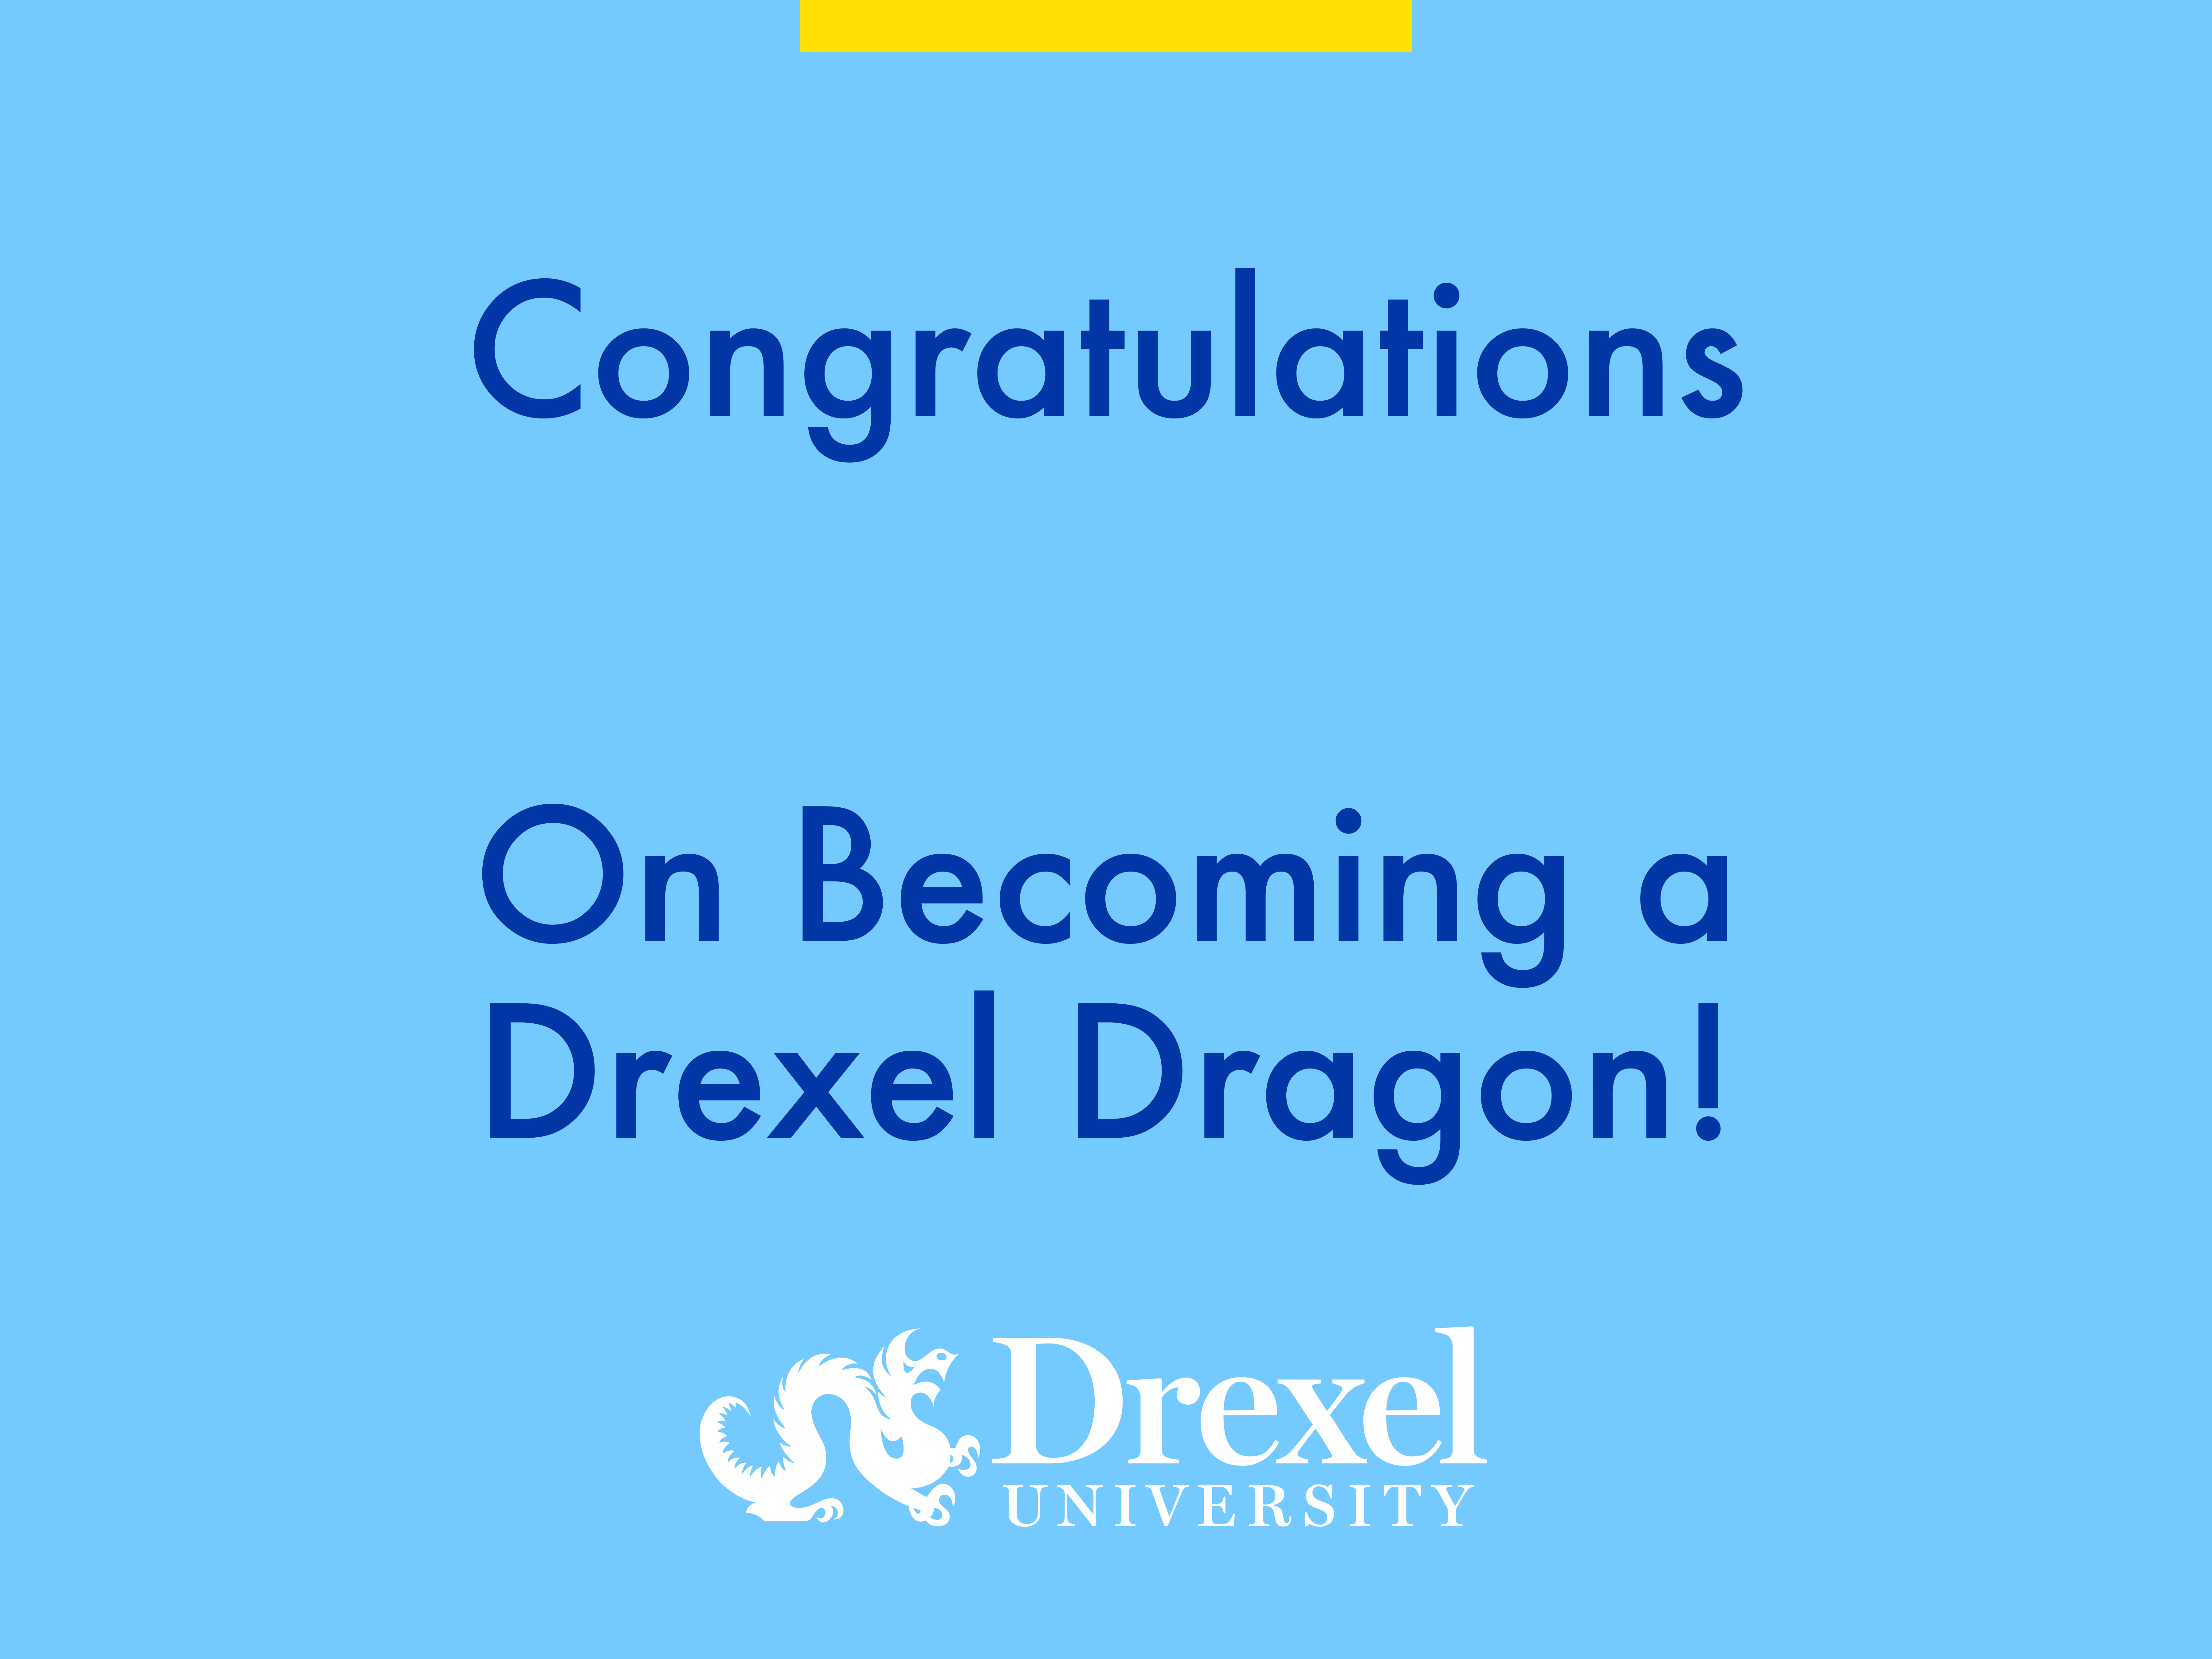 Congratulations
On Becoming a
Drexel Dragon!
Drexel
UNIVERSITY